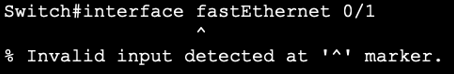 Switch#interface fastEthernet 0/1
^
% Invalid input detected at '^' marker.